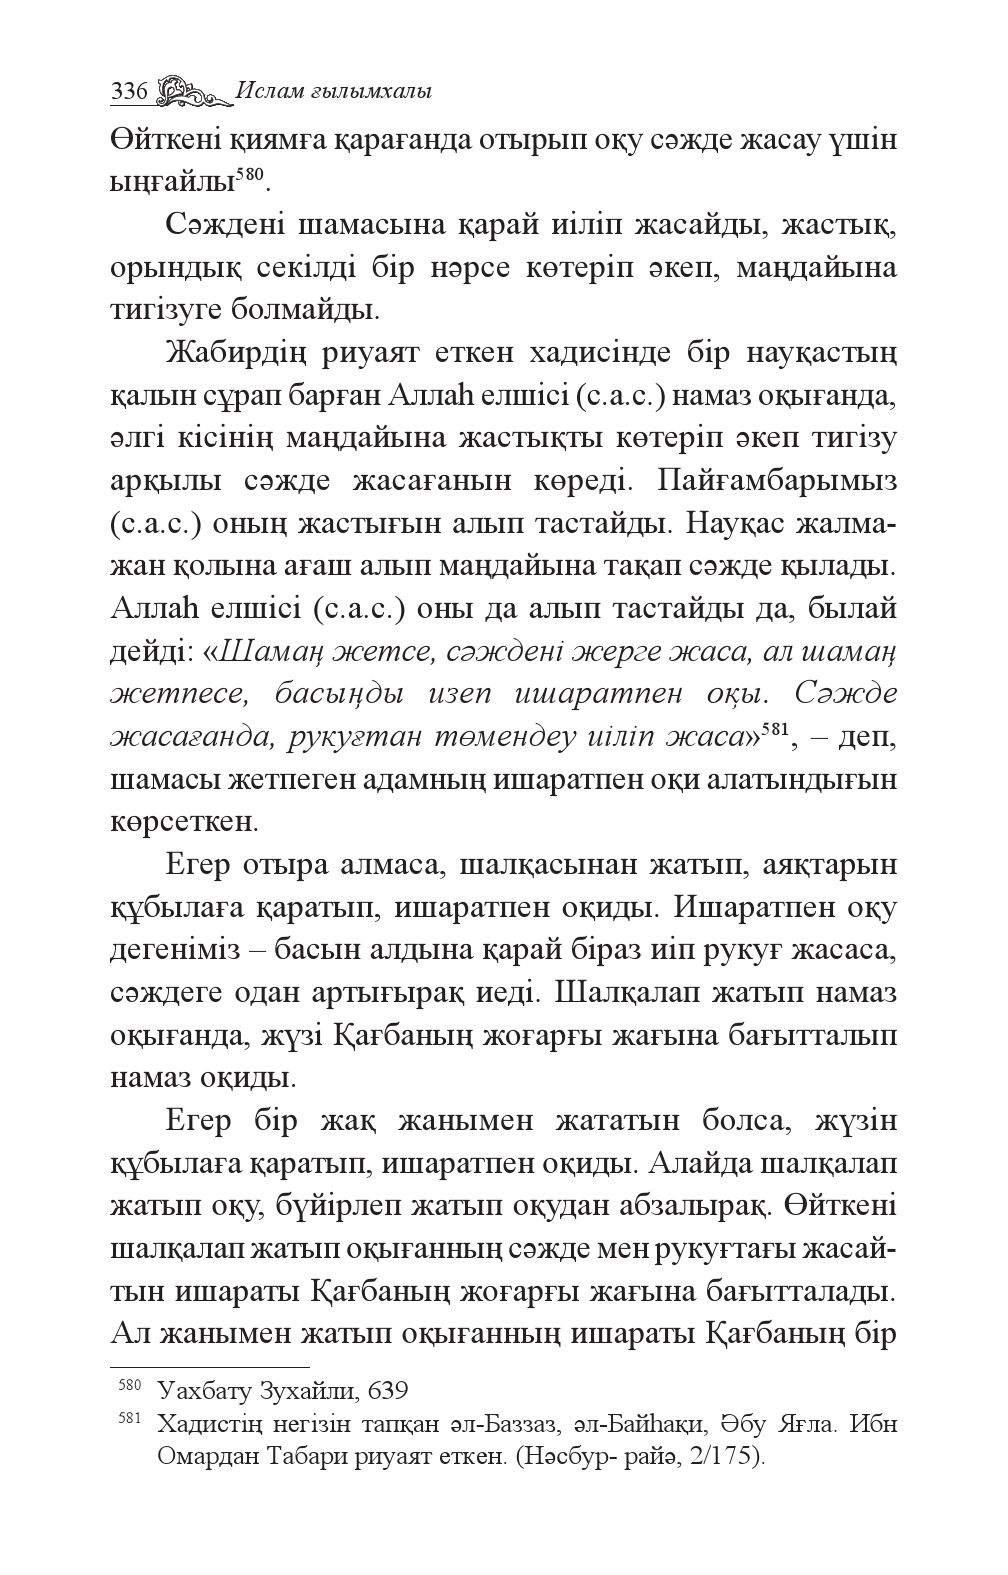 336 Ислам ғылымхалы
Өйткені қиямға қарағанда отырып оқу сәжде жасау үшін
ыңғайлы⁵⁸⁰.
Сәждені шамасына қарай иіліп жасайды, жастық,
орындық секілді бір нәрсе көтеріп әкеп, маңдайына
тигізуге болмайды.
Жабирдің риуаят еткен хадисінде бір науқастың
қалын сұрап барған Аллаһ елшісі (с.а.с.) намаз оқығанда,
әлгі кісінің маңдайына жастықты көтеріп әкеп тигізу
арқылы сәжде жасағанын көреді. Пайғамбарымыз
(с.а.с.) оның жастығын алып тастайды. Науқас жалма-
жан қолына ағаш алып маңдайына тақап сәжде қылады.
Аллаһ елшісі (с.а.с.) оны да алып тастайды да, былай
дейді: «Шамаң жетсе, сәждені жерге жаса, ал шамаң
жетпесе, басыңды изеп ишаратпен оқы. Сәжде
жасағанда, рукуғтан төмендеу иіліп жаса»⁵⁸¹, – деп,
шамасы жетпеген адамның ишаратпен оқи алатындығын
көрсеткен.
Егер отыра алмаса, шалқасынан жатып, аяқтарын
құбылаға қаратып, ишаратпен оқиды. Ишаратпен оқу
дегеніміз – басын алдына қарай біраз иіп рукуғ жасаса,
сәждеге одан артығырақ иеді. Шалқалап жатып намаз
оқығанда, жүзі Қағбаның жоғарғы жағына бағытталып
намаз оқиды.
Егер бір жақ жанымен жататын болса, жүзін
құбылаға қаратып, ишаратпен оқиды. Алайда шалқалап
жатып оқу, бүйірлеп жатып оқудан абзалырақ. Өйткені
шалқалап жатып оқығанның сәжде мен рукуғтағы жасай-
тын ишараты Қағбаның жоғарғы жағына бағытталады.
Ал жанымен жатып оқығанның ишараты Қағбаның бір
580 Уахбату Зухайли, 639
581 Хадистің негізін тапқан әл-Баззаз, әл-Байһақи, Әбу Яғла. Ибн
Омардан Табари риуаят еткен. (Нәсбур- райә, 2/175).